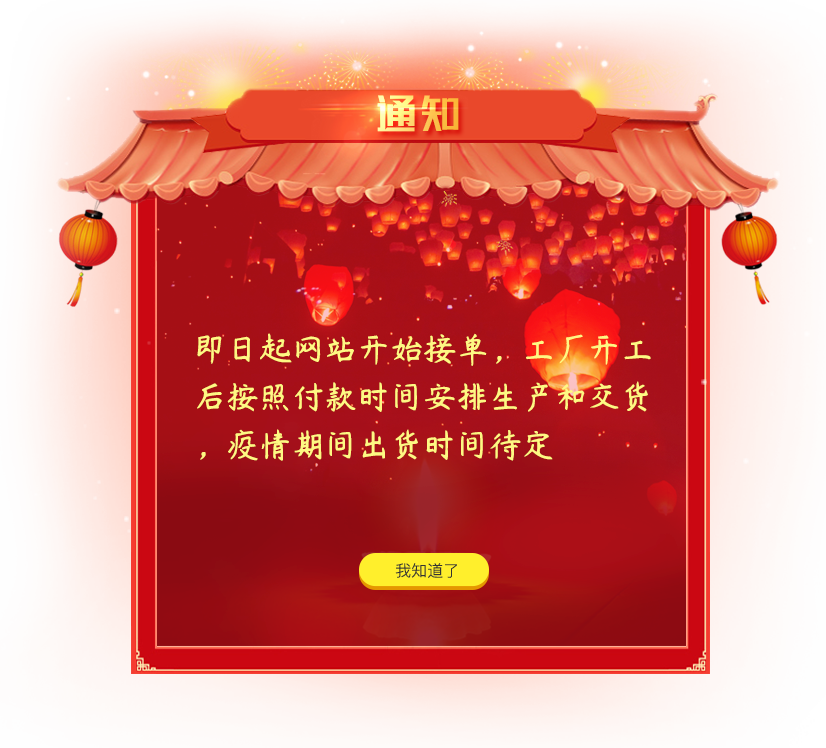 通知
即日起网站开始接单，工厂开工
后按照付款时间安排生产和交货
，疫情期间出货时间待定
我知道了